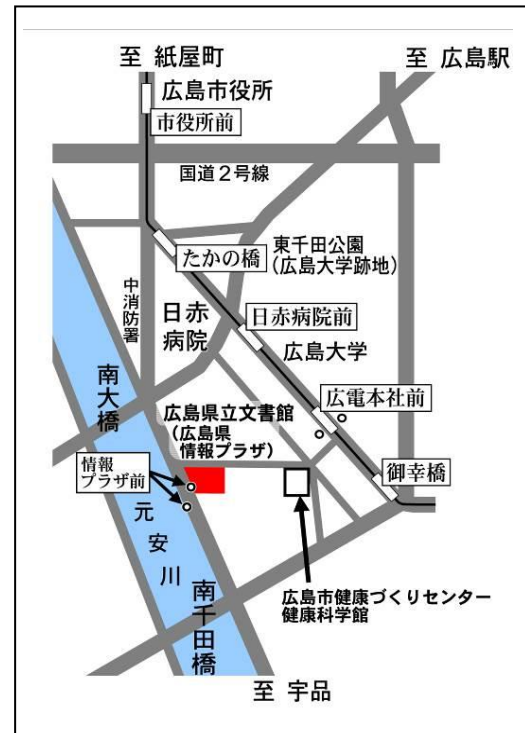 至 紙屋町
至 広島駅
広島市役所
市役所前
国道２号線
たかの橋
東千田公園
（広島大学跡地）
中消防署
日赤
病院
日赤病院前
広島大学
南大橋
広電本社前
広島県立文書館
（広島県
情報プラザ）
情報
プラザ前
御幸橋
元安川
南千田橋
広島市健康づくりセンター
健康科学館
至 宇品